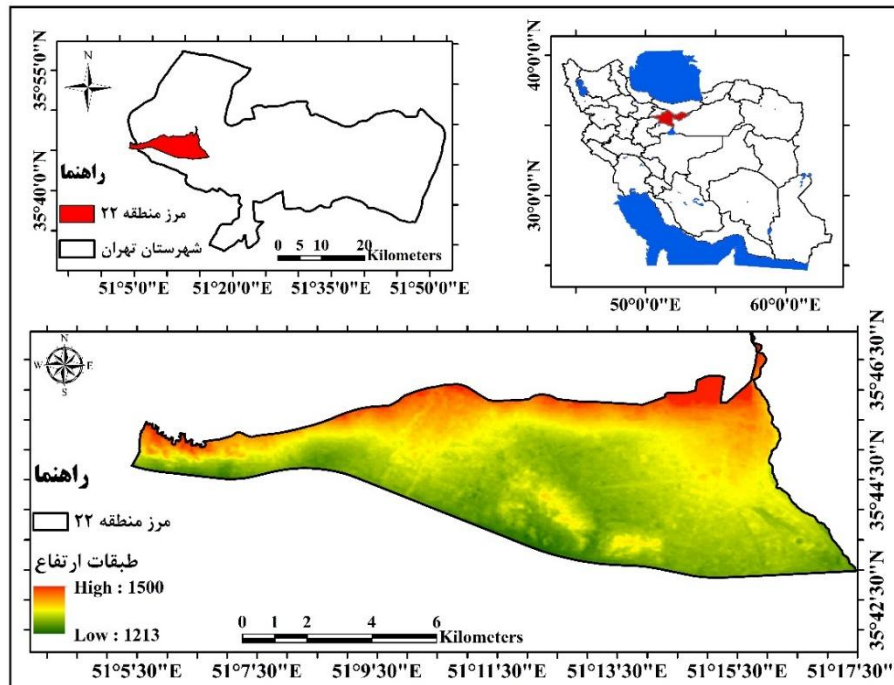 N
35°55'0"N
35°40'0"N
راهنما
مرز منطقه ۲۲
شهرستان تهران
0 5 10 20
Kilometers
51°5'0"E 51°20'0"E 51°35'0"E 51°50'0"E
40°0'0"N
30°0'0"N
50°0'0"E 60°0'0"E
N
W E
S
35°46'30"N
35°44'30"N
35°42'30"N
راهنما
مرز منطقه ۲۲
طبقات ارتفاع
High : 1500
Low : 1213
0 1 2 4 6
Kilometers
51°5'30"E 51°7'30"E 51°9'30"E 51°11'30"E 51°13'30"E 51°15'30"E 51°17'30"E